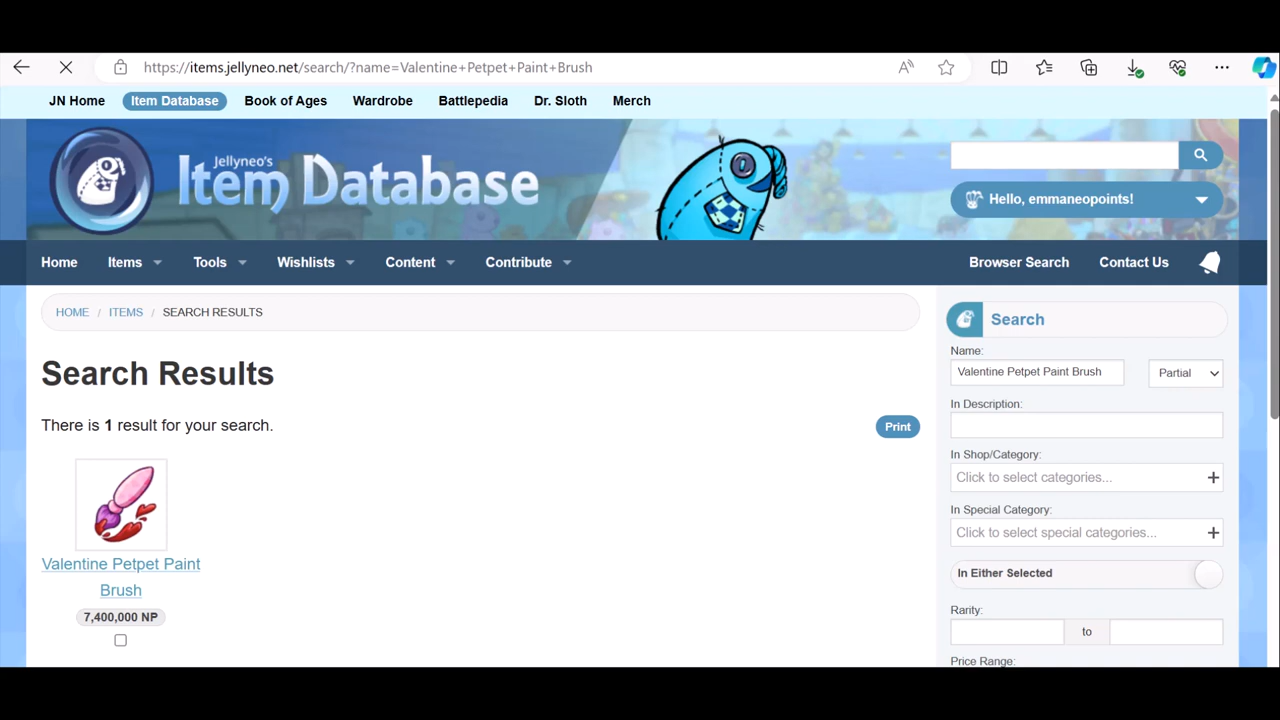 https://items.jellyneo.net/search/?name=Valentine+Petpet+Paint+Brush
JN Home Item Database Book of Ages Wardrobe Battlepedia Dr. Sloth Merch
Jellyneo's
Item Database
Hello, emmaneopoints!
Home Items Tools Wishlists Content Contribute Browser Search Contact Us
HOME / ITEMS / SEARCH RESULTS
Search Results
There is 1 result for your search.
Print
Valentine Petpet Paint
Brush
7,400,000 NP
Search
Name:
Valentine Petpet Paint Brush Partial
In Description:
In Shop/Category:
Click to select categories... +
In Special Category:
Click to select special categories... +
In Either Selected
Rarity:
to
Price Range: